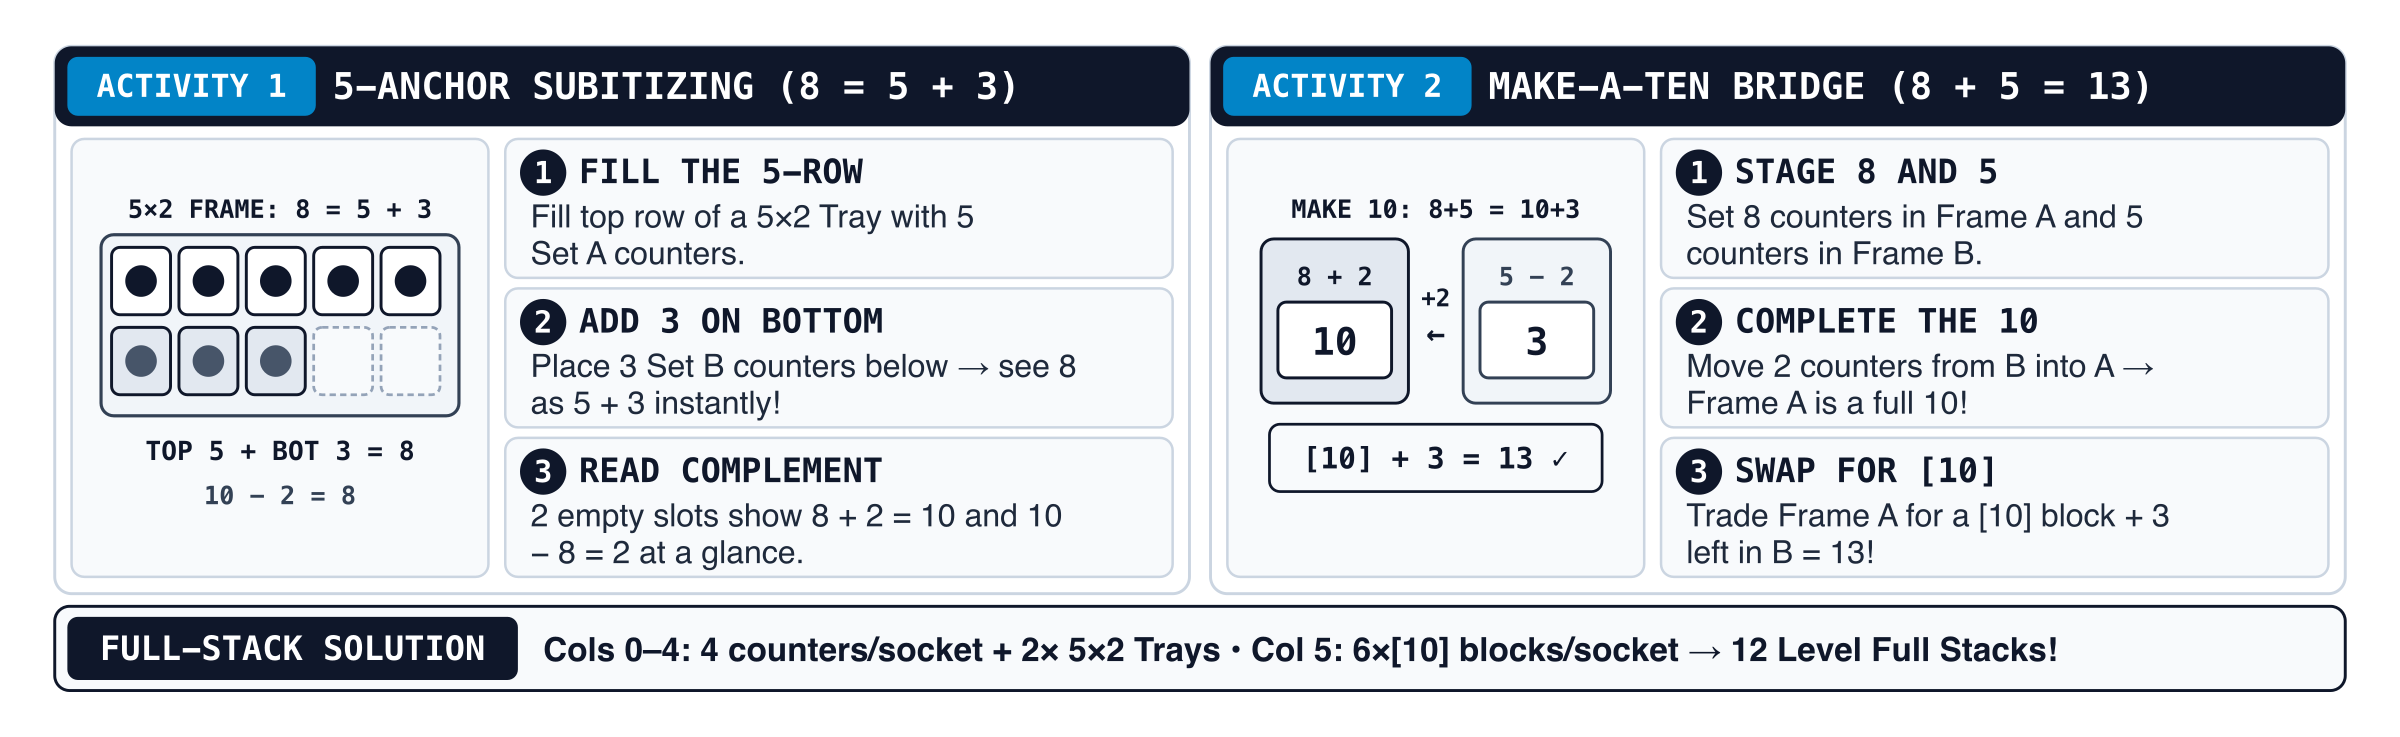 ACTIVITY 1
5–ANCHOR SUBITIZING (8 = 5 + 3)
5×2 FRAME: 8 = 5 + 3
TOP 5 + BOT 3 = 8
10 − 2 = 8
1 FILL THE 5–ROW
Fill top row of a 5×2 Tray with 5
Set A counters.
2 ADD 3 ON BOTTOM
Place 3 Set B counters below → see 8
as 5 + 3 instantly!
3 READ COMPLEMENT
2 empty slots show 8 + 2 = 10 and 10
− 8 = 2 at a glance.
ACTIVITY 2
MAKE–A–TEN BRIDGE (8 + 5 = 13)
MAKE 10: 8+5 = 10+3
8 + 2
10
+2
←
5 − 2
3
[10] + 3 = 13 ✓
1 STAGE 8 AND 5
Set 8 counters in Frame A and 5
counters in Frame B.
2 COMPLETE THE 10
Move 2 counters from B into A →
Frame A is a full 10!
3 SWAP FOR [10]
Trade Frame A for a [10] block + 3
left in B = 13!
FULL–STACK SOLUTION
Cols 0–4: 4 counters/socket + 2× 5×2 Trays • Col 5: 6×[10] blocks/socket → 12 Level Full Stacks!